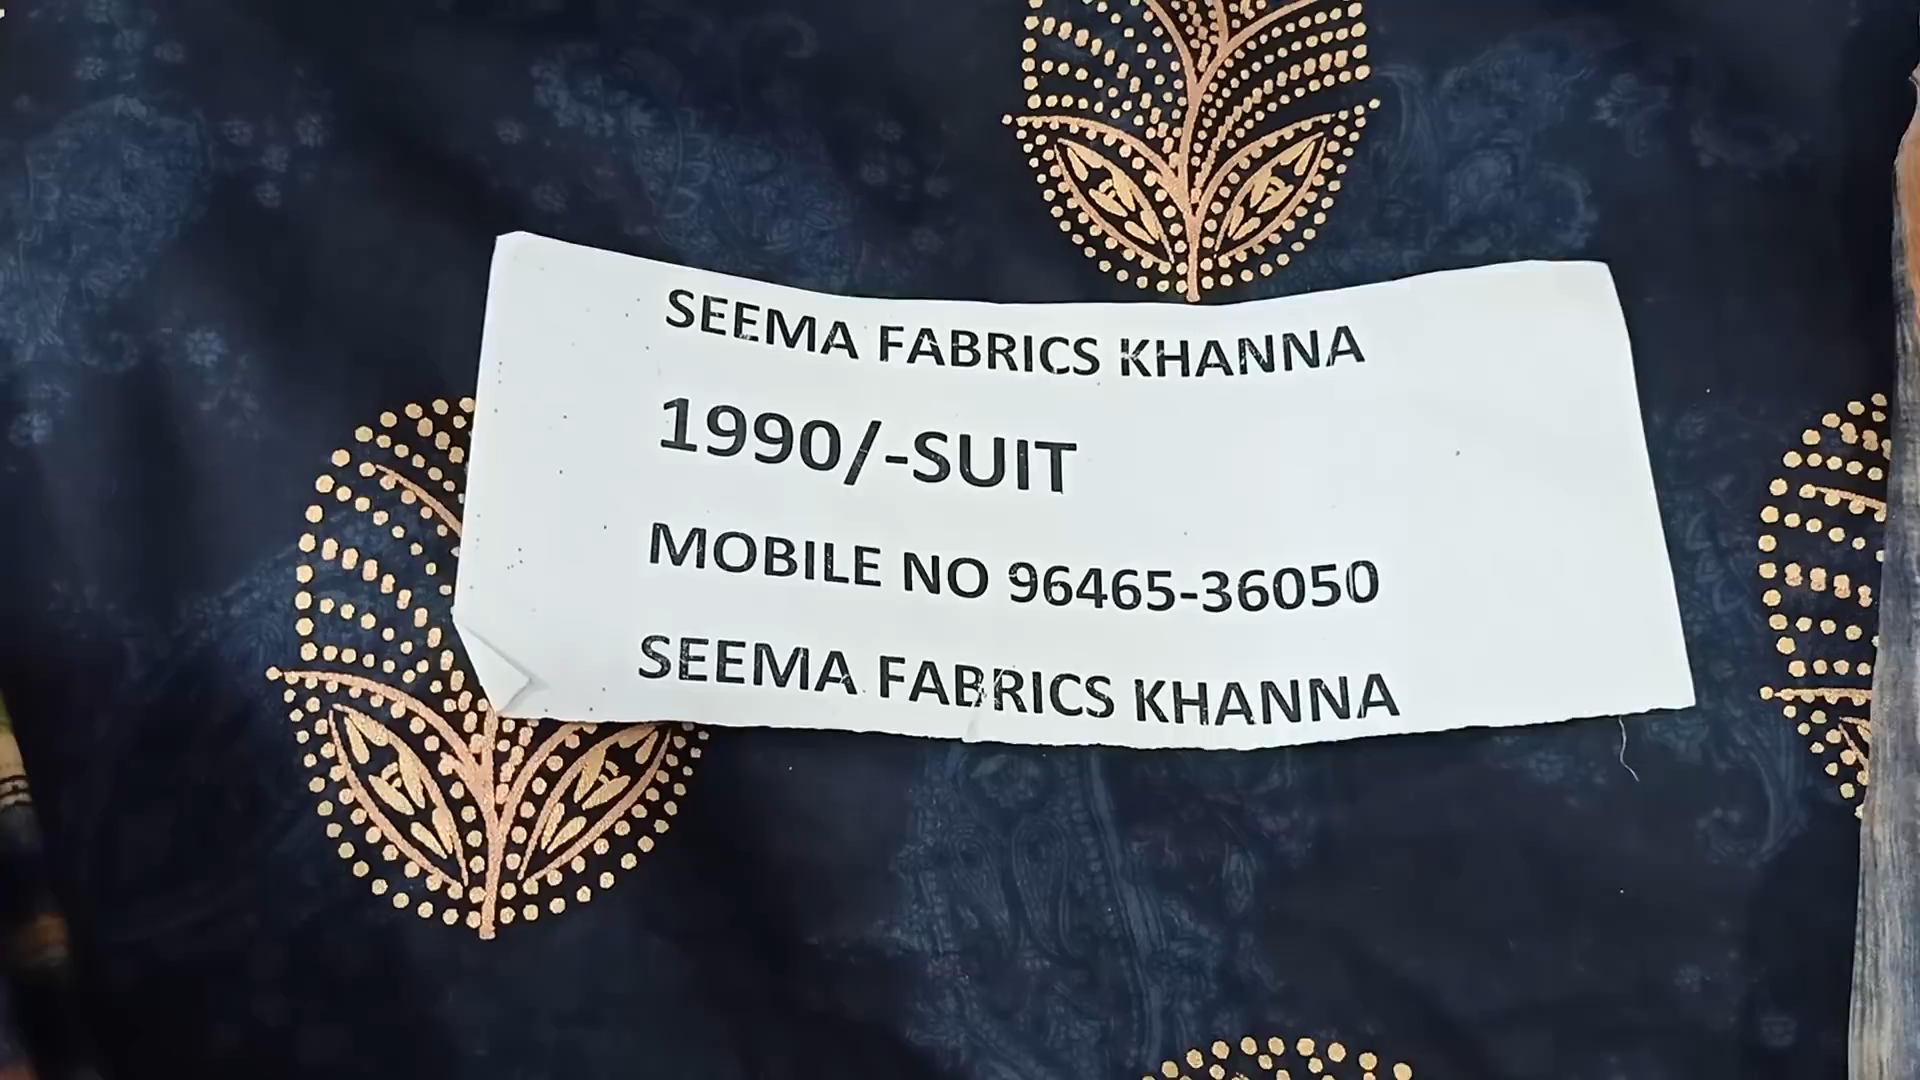 SEEMA FABRICS KHANNA
1990/-SUIT
MOBILE NO 96465-36050
SEEMA FABRICS KHANNA